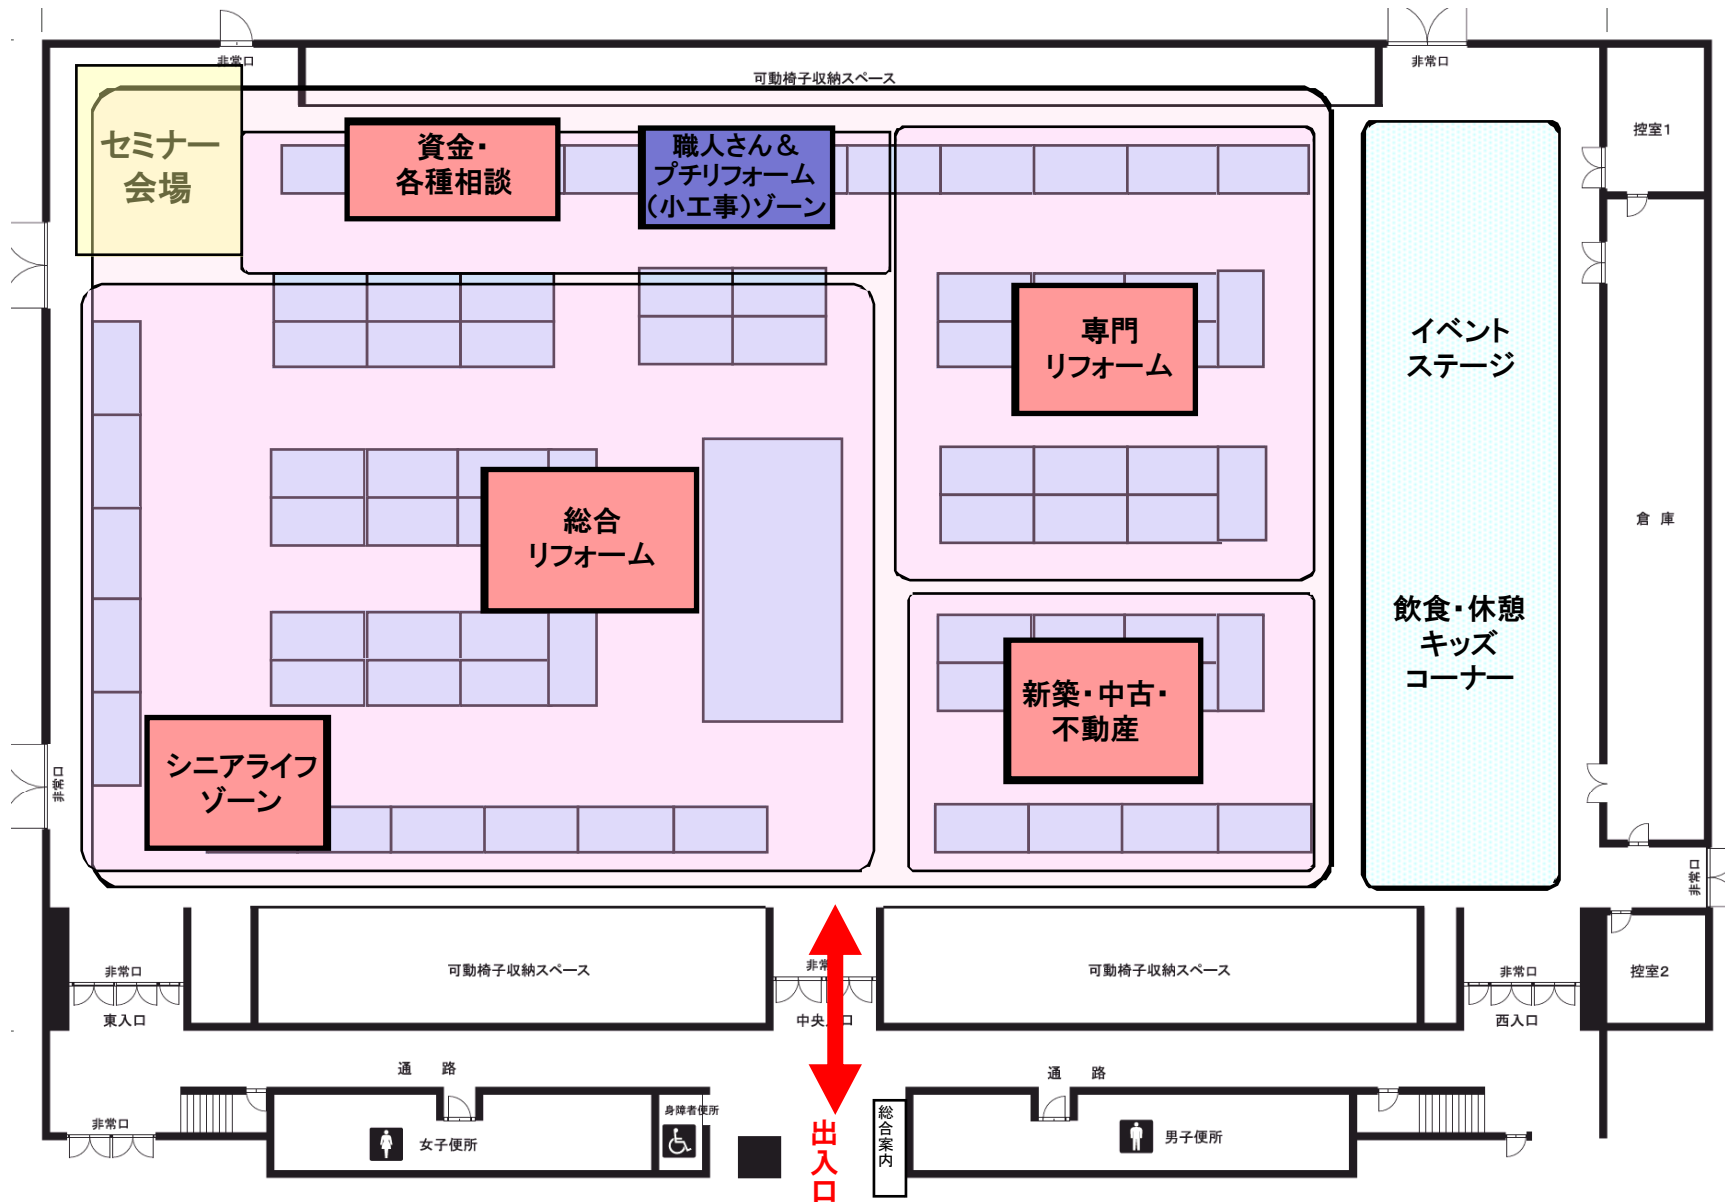 非常口
非常口
可動椅子収納スペース
控室1
セミナー
会場
資金・
各種相談
職人さん＆
プチリフォーム
（小工事）ゾーン
専門
リフォーム
イベント
ステージ
総合
リフォーム
倉 庫
飲食・休憩
キッズ
コーナー
新築・中古・
不動産
シニアライフ
ゾーン
非常口
非常口
非常口
東入口
可動椅子収納スペース
非常
中央入口
可動椅子収納スペース
非常口
西入口
控室2
通 路
通 路
非常口
女子便所
身障者便所
出入口
総合案内
男子便所